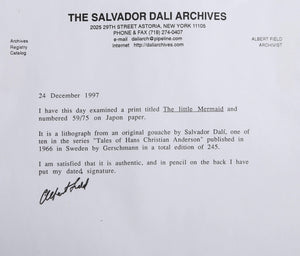 THE SALVADOR DALI ARCHIVES
2025 29TH STREET ASTORIA, NEW YORK 11105
PHONE & FAX (718) 274-0407
e-mail daliarch@pipeline.com
internet http://daliarchives.com
Archives
Registry
Catalog
ALBERT FIELD
ARCHIVIST
24 December 1997
I have this day examined a print titled The little Mermaid and
numbered 59/75 on Japon paper.
It is a lithograph from an original gouache by Salvador Dalí, one of
ten in the series "Tales of Hans Christian Anderson" published in
1966 in Sweden by Gerschmann in a total edition of 245.
I am satisfied that it is authentic, and in pencil on the back I have
put my dated signature.
Albert Field